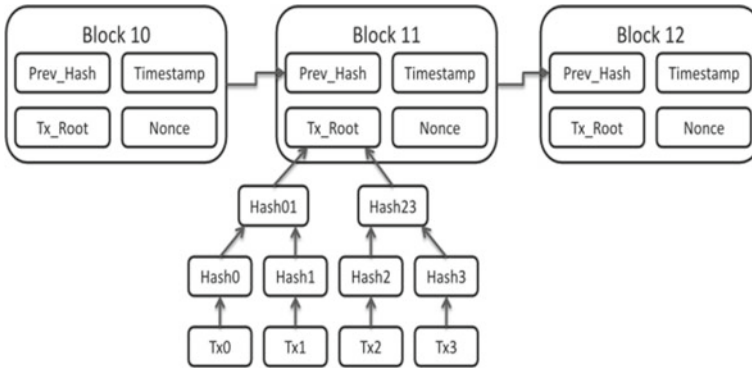 Block 10
Block 11
Block 12
Prev_Hash
Timestamp
Prev_Hash
Timestamp
Prev_Hash
Timestamp
Tx_Root
Nonce
Tx_Root
Nonce
Tx_Root
Nonce
Hash01
Hash23
Hash0
Hash1
Hash2
Hash3
Tx0
Tx1
Tx2
Tx3